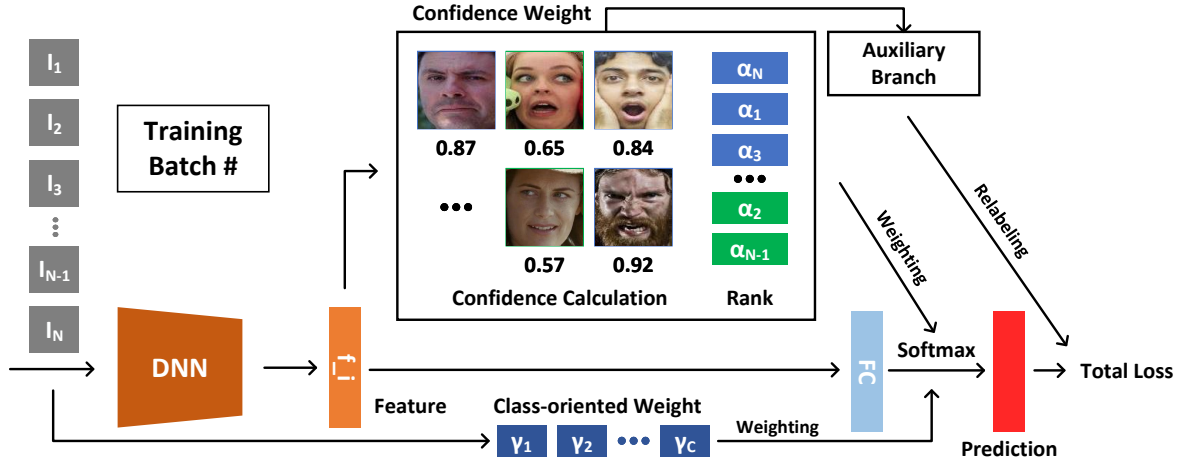 I1
I2
I3
IN-1
IN
Training
Batch #
DNN
f_i
Feature
Confidence Weight
0.87 0.65 0.84
0.57 0.92
Confidence Calculation
αN
α1
α3
α2
αN-1
Rank
Auxiliary
Branch
Weighting
Relabeling
FC
Softmax
Prediction
Total Loss
Class-oriented Weight
γ1 γ2 γC
Weighting